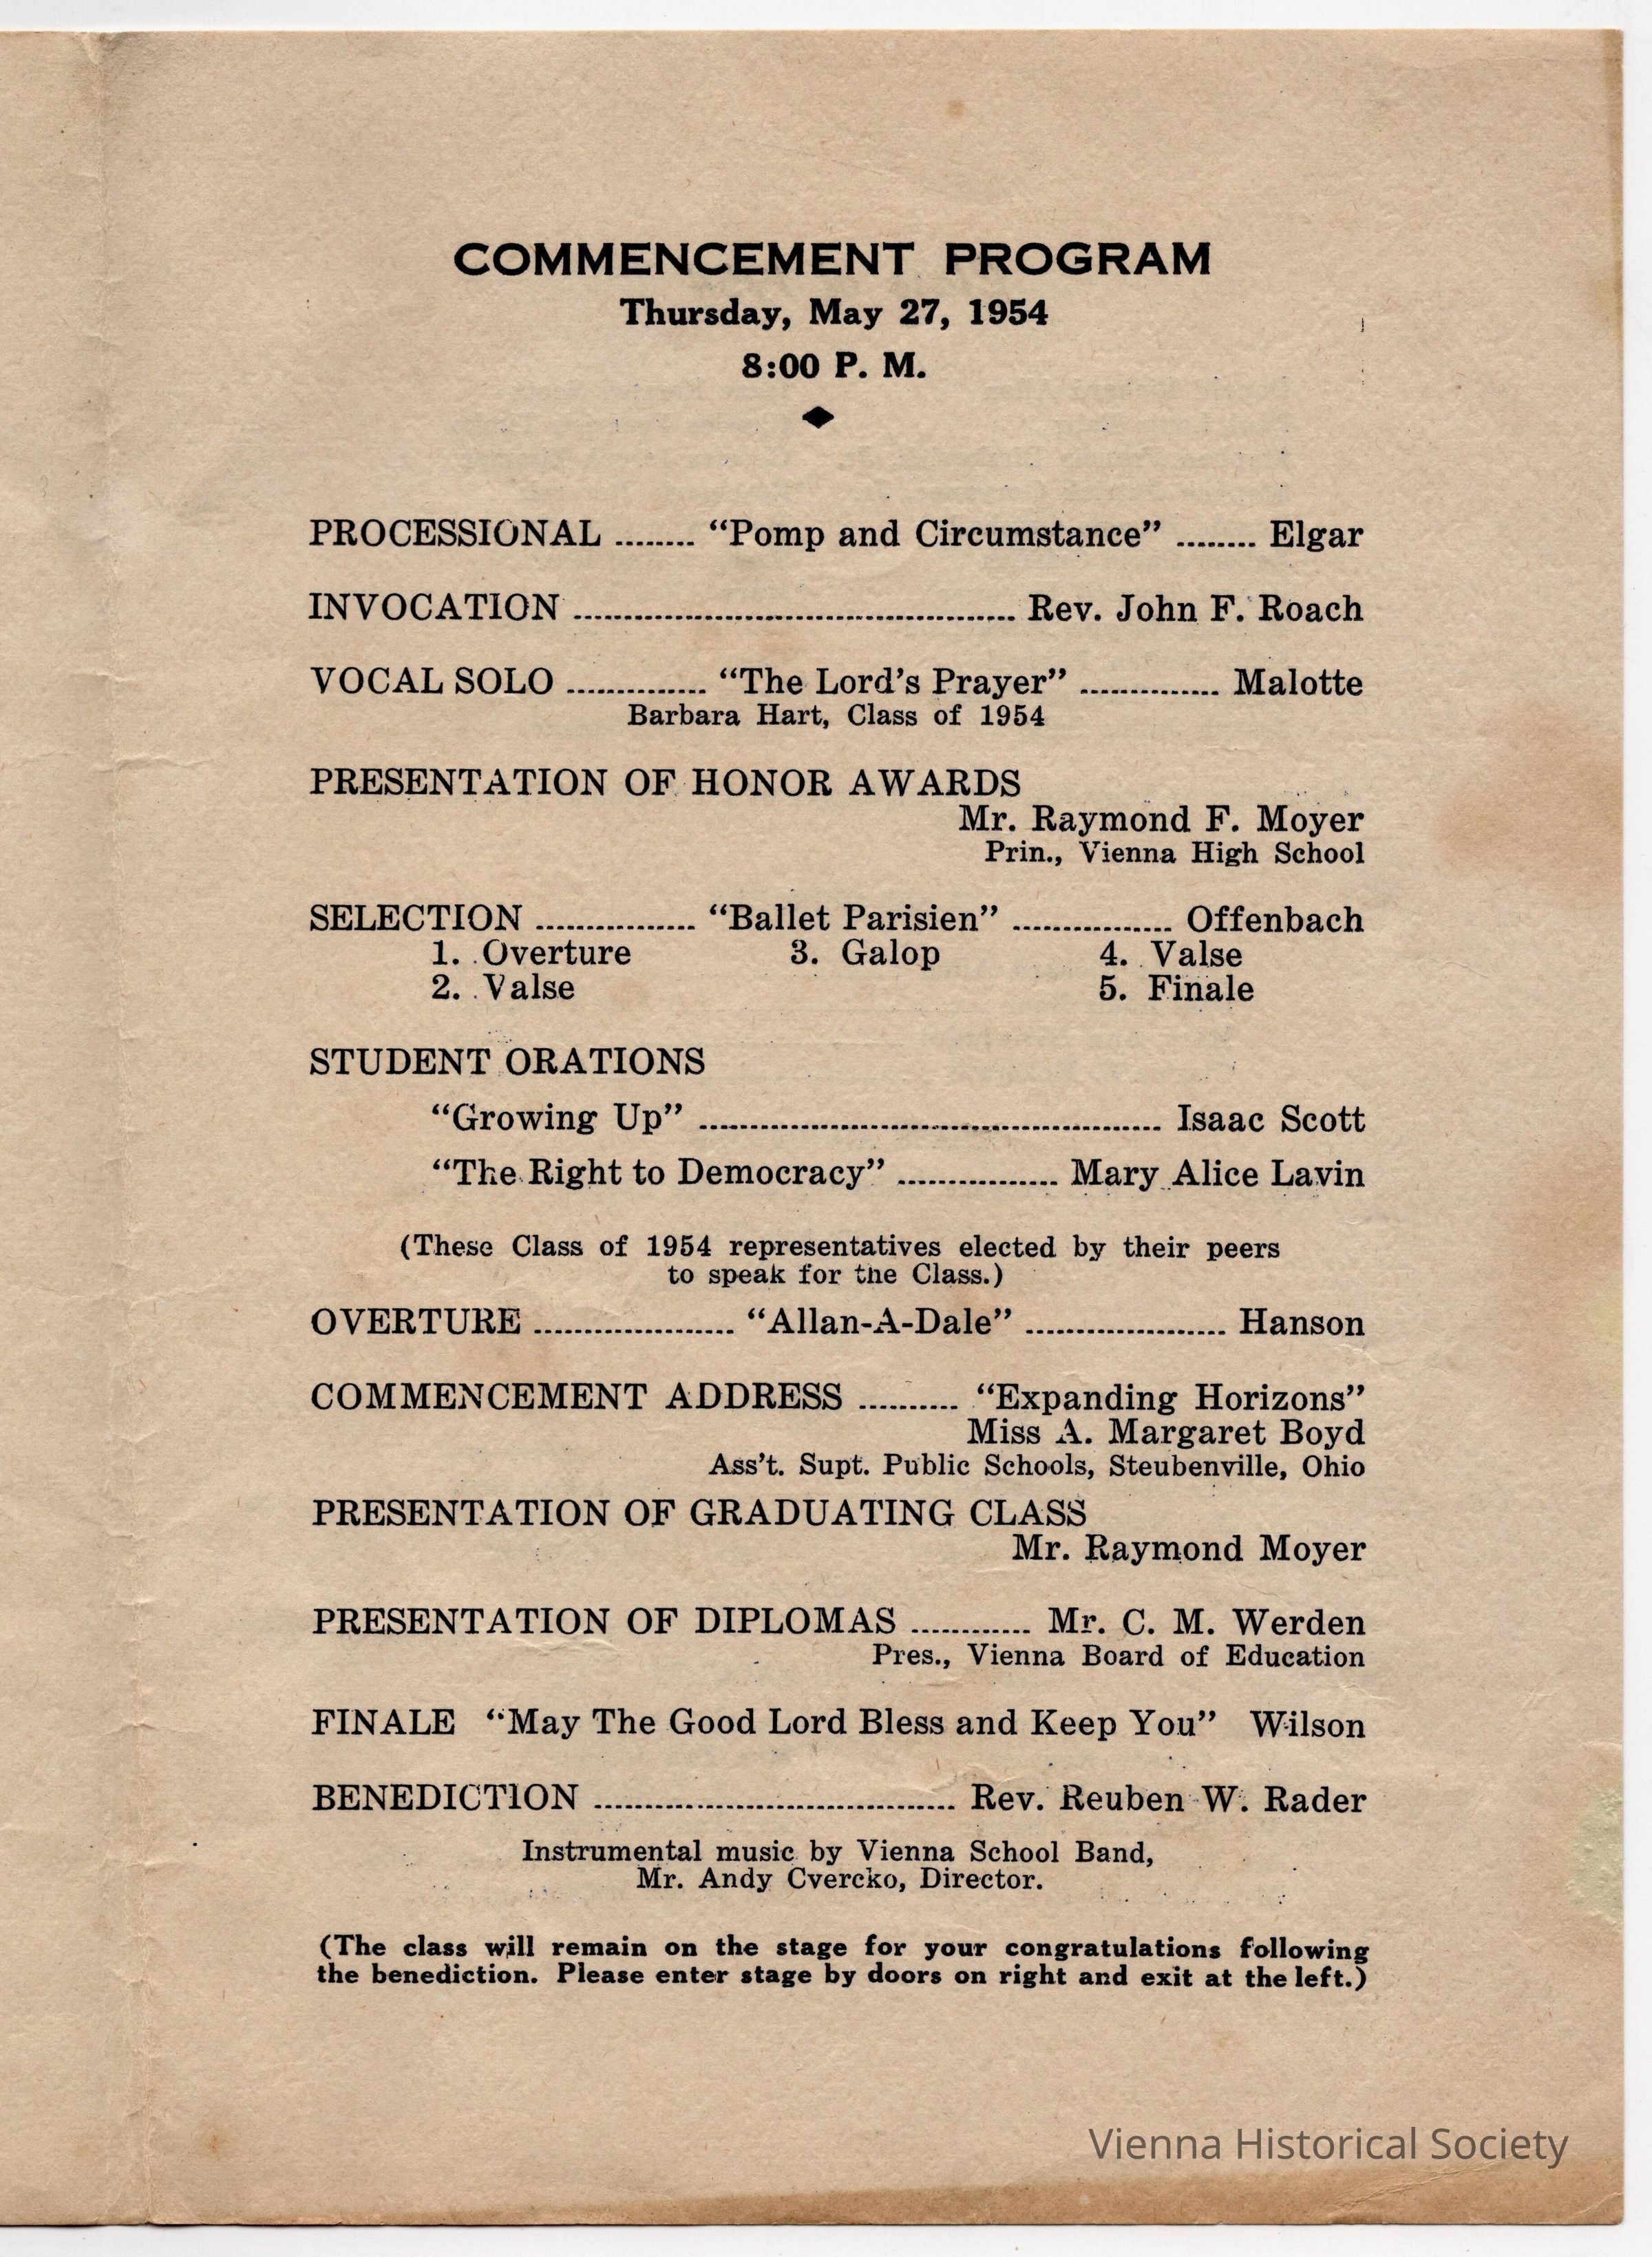 COMMENCEMENT PROGRAM
Thursday, May 27, 1954
8:00 P. M.
PROCESSIONAL ........ “Pomp and Circumstance” ........ Elgar
INVOCATION ............................................ Rev. John F. Roach
VOCAL SOLO .............. “The Lord’s Prayer” .............. Malotte
Barbara Hart, Class of 1954
PRESENTATION OF HONOR AWARDS
Mr. Raymond F. Moyer
Prin., Vienna High School
SELECTION ................ “Ballet Parisien” ................ Offenbach
1. Overture 3. Galop 4. Valse
2. Valse 5. Finale
STUDENT ORATIONS
“Growing Up” .............................................. Isaac Scott
“The Right to Democracy” ................ Mary Alice Lavin
(These Class of 1954 representatives elected by their peers
to speak for the Class.)
OVERTURE .................... “Allan-A-Dale” .................... Hanson
COMMENCEMENT ADDRESS .......... “Expanding Horizons”
Miss A. Margaret Boyd
Ass’t. Supt. Public Schools, Steubenville, Ohio
PRESENTATION OF GRADUATING CLASS
Mr. Raymond Moyer
PRESENTATION OF DIPLOMAS ............ Mr. C. M. Werden
Pres., Vienna Board of Education
FINALE “May The Good Lord Bless and Keep You” Wilson
BENEDICTION .................................... Rev. Reuben W. Rader
Instrumental music by Vienna School Band,
Mr. Andy Cvercko, Director.
(The class will remain on the stage for your congratulations following
the benediction. Please enter stage by doors on right and exit at the left.)
Vienna Historical Society